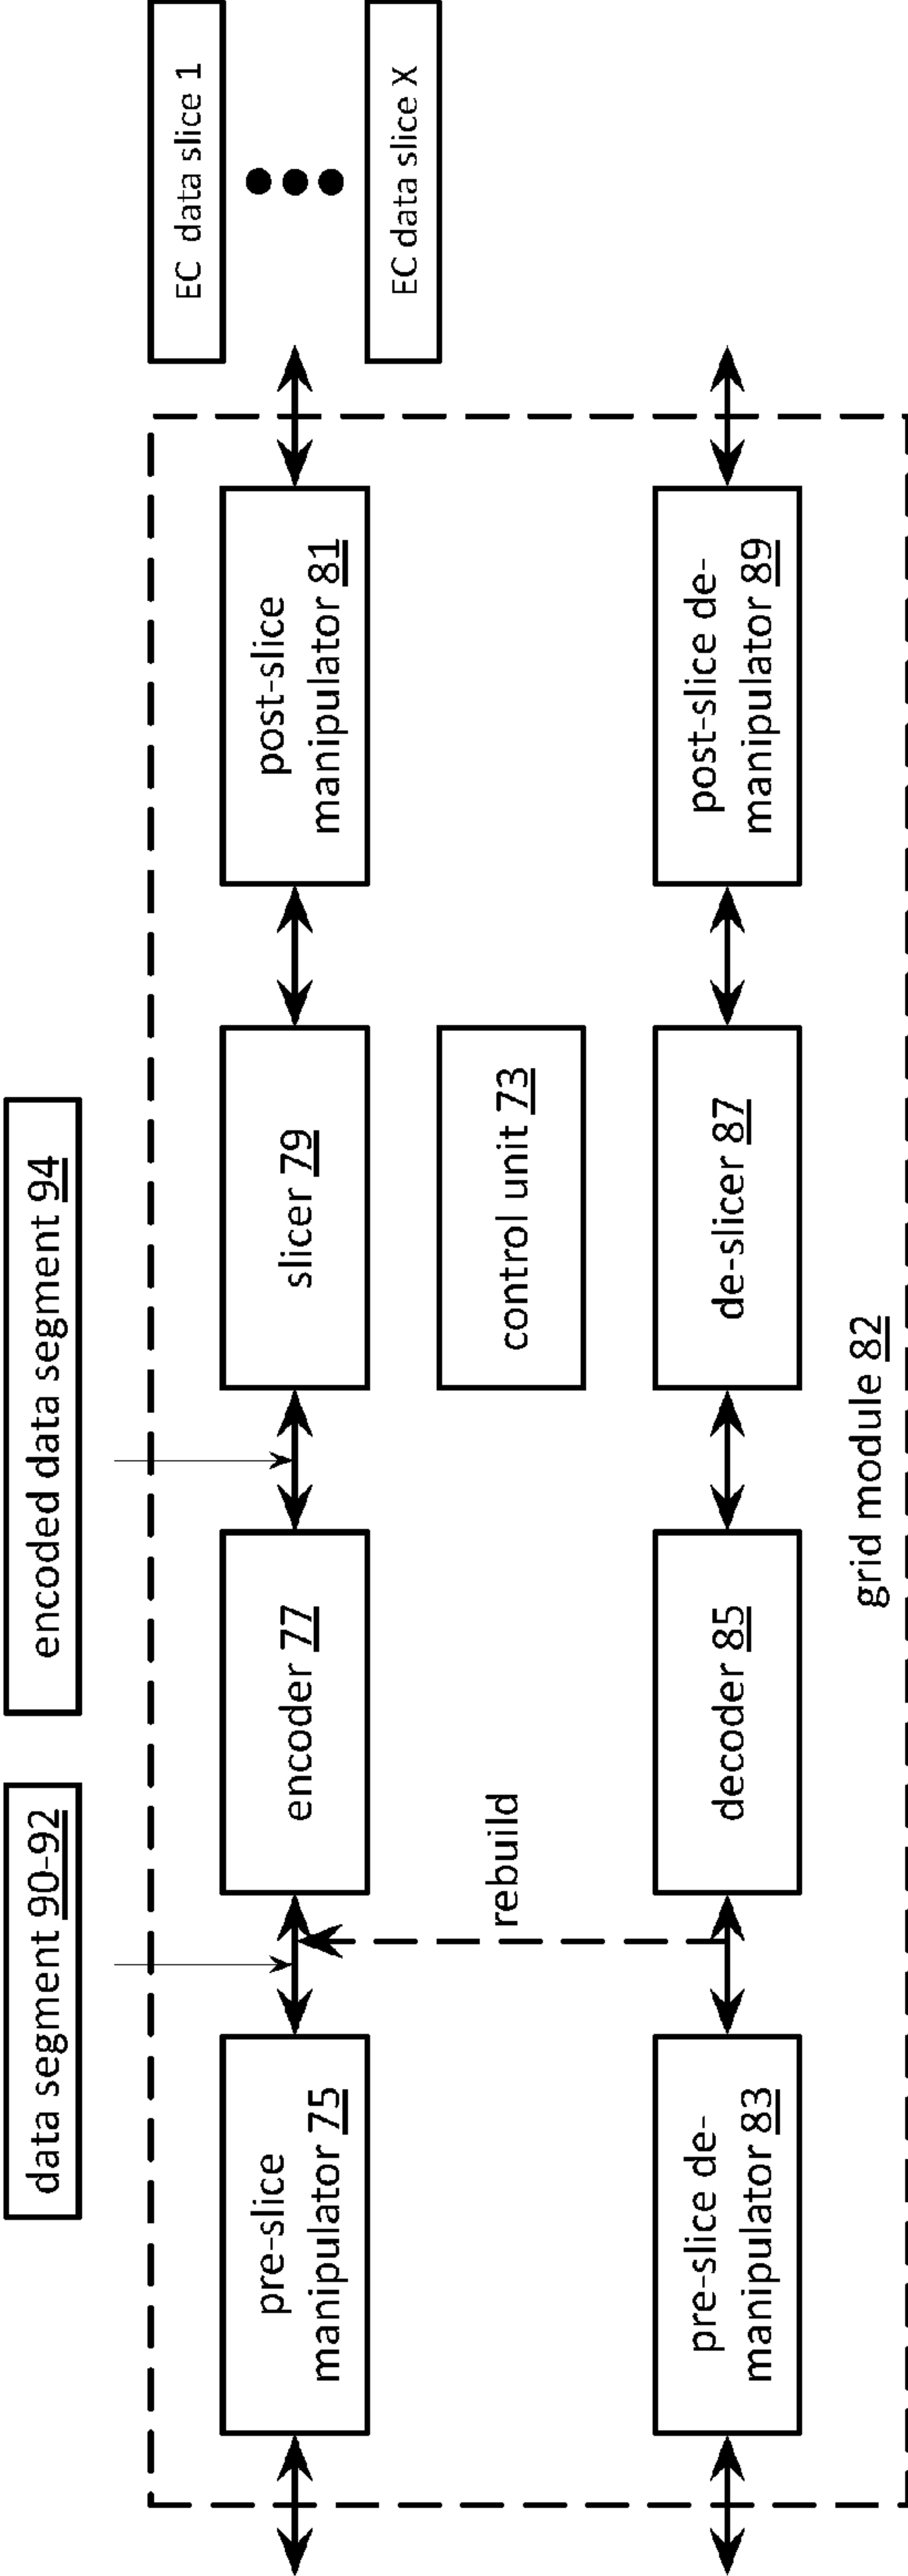 data segment 90-92
encoded data segment 94
pre-slice
manipulator 75
encoder 77
slicer 79
post-slice
manipulator 81
EC data slice 1
EC data slice X
rebuild
control unit 73
pre-slice de-
manipulator 83
decoder 85
de-slicer 87
post-slice de-
manipulator 89
grid module 82